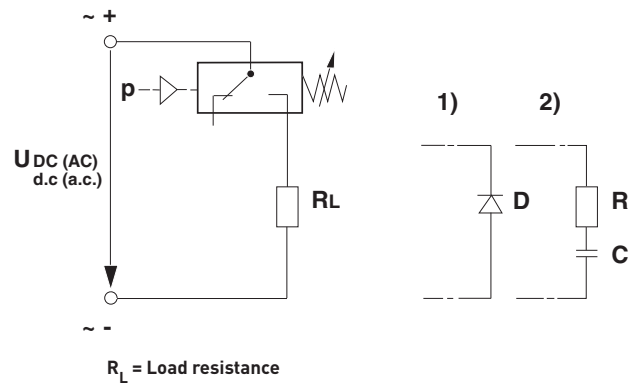 ~ +
p
1) 2)
U DC (AC)
d.c (a.c.)
RL
D
R
C
~ -
RL = Load resistance